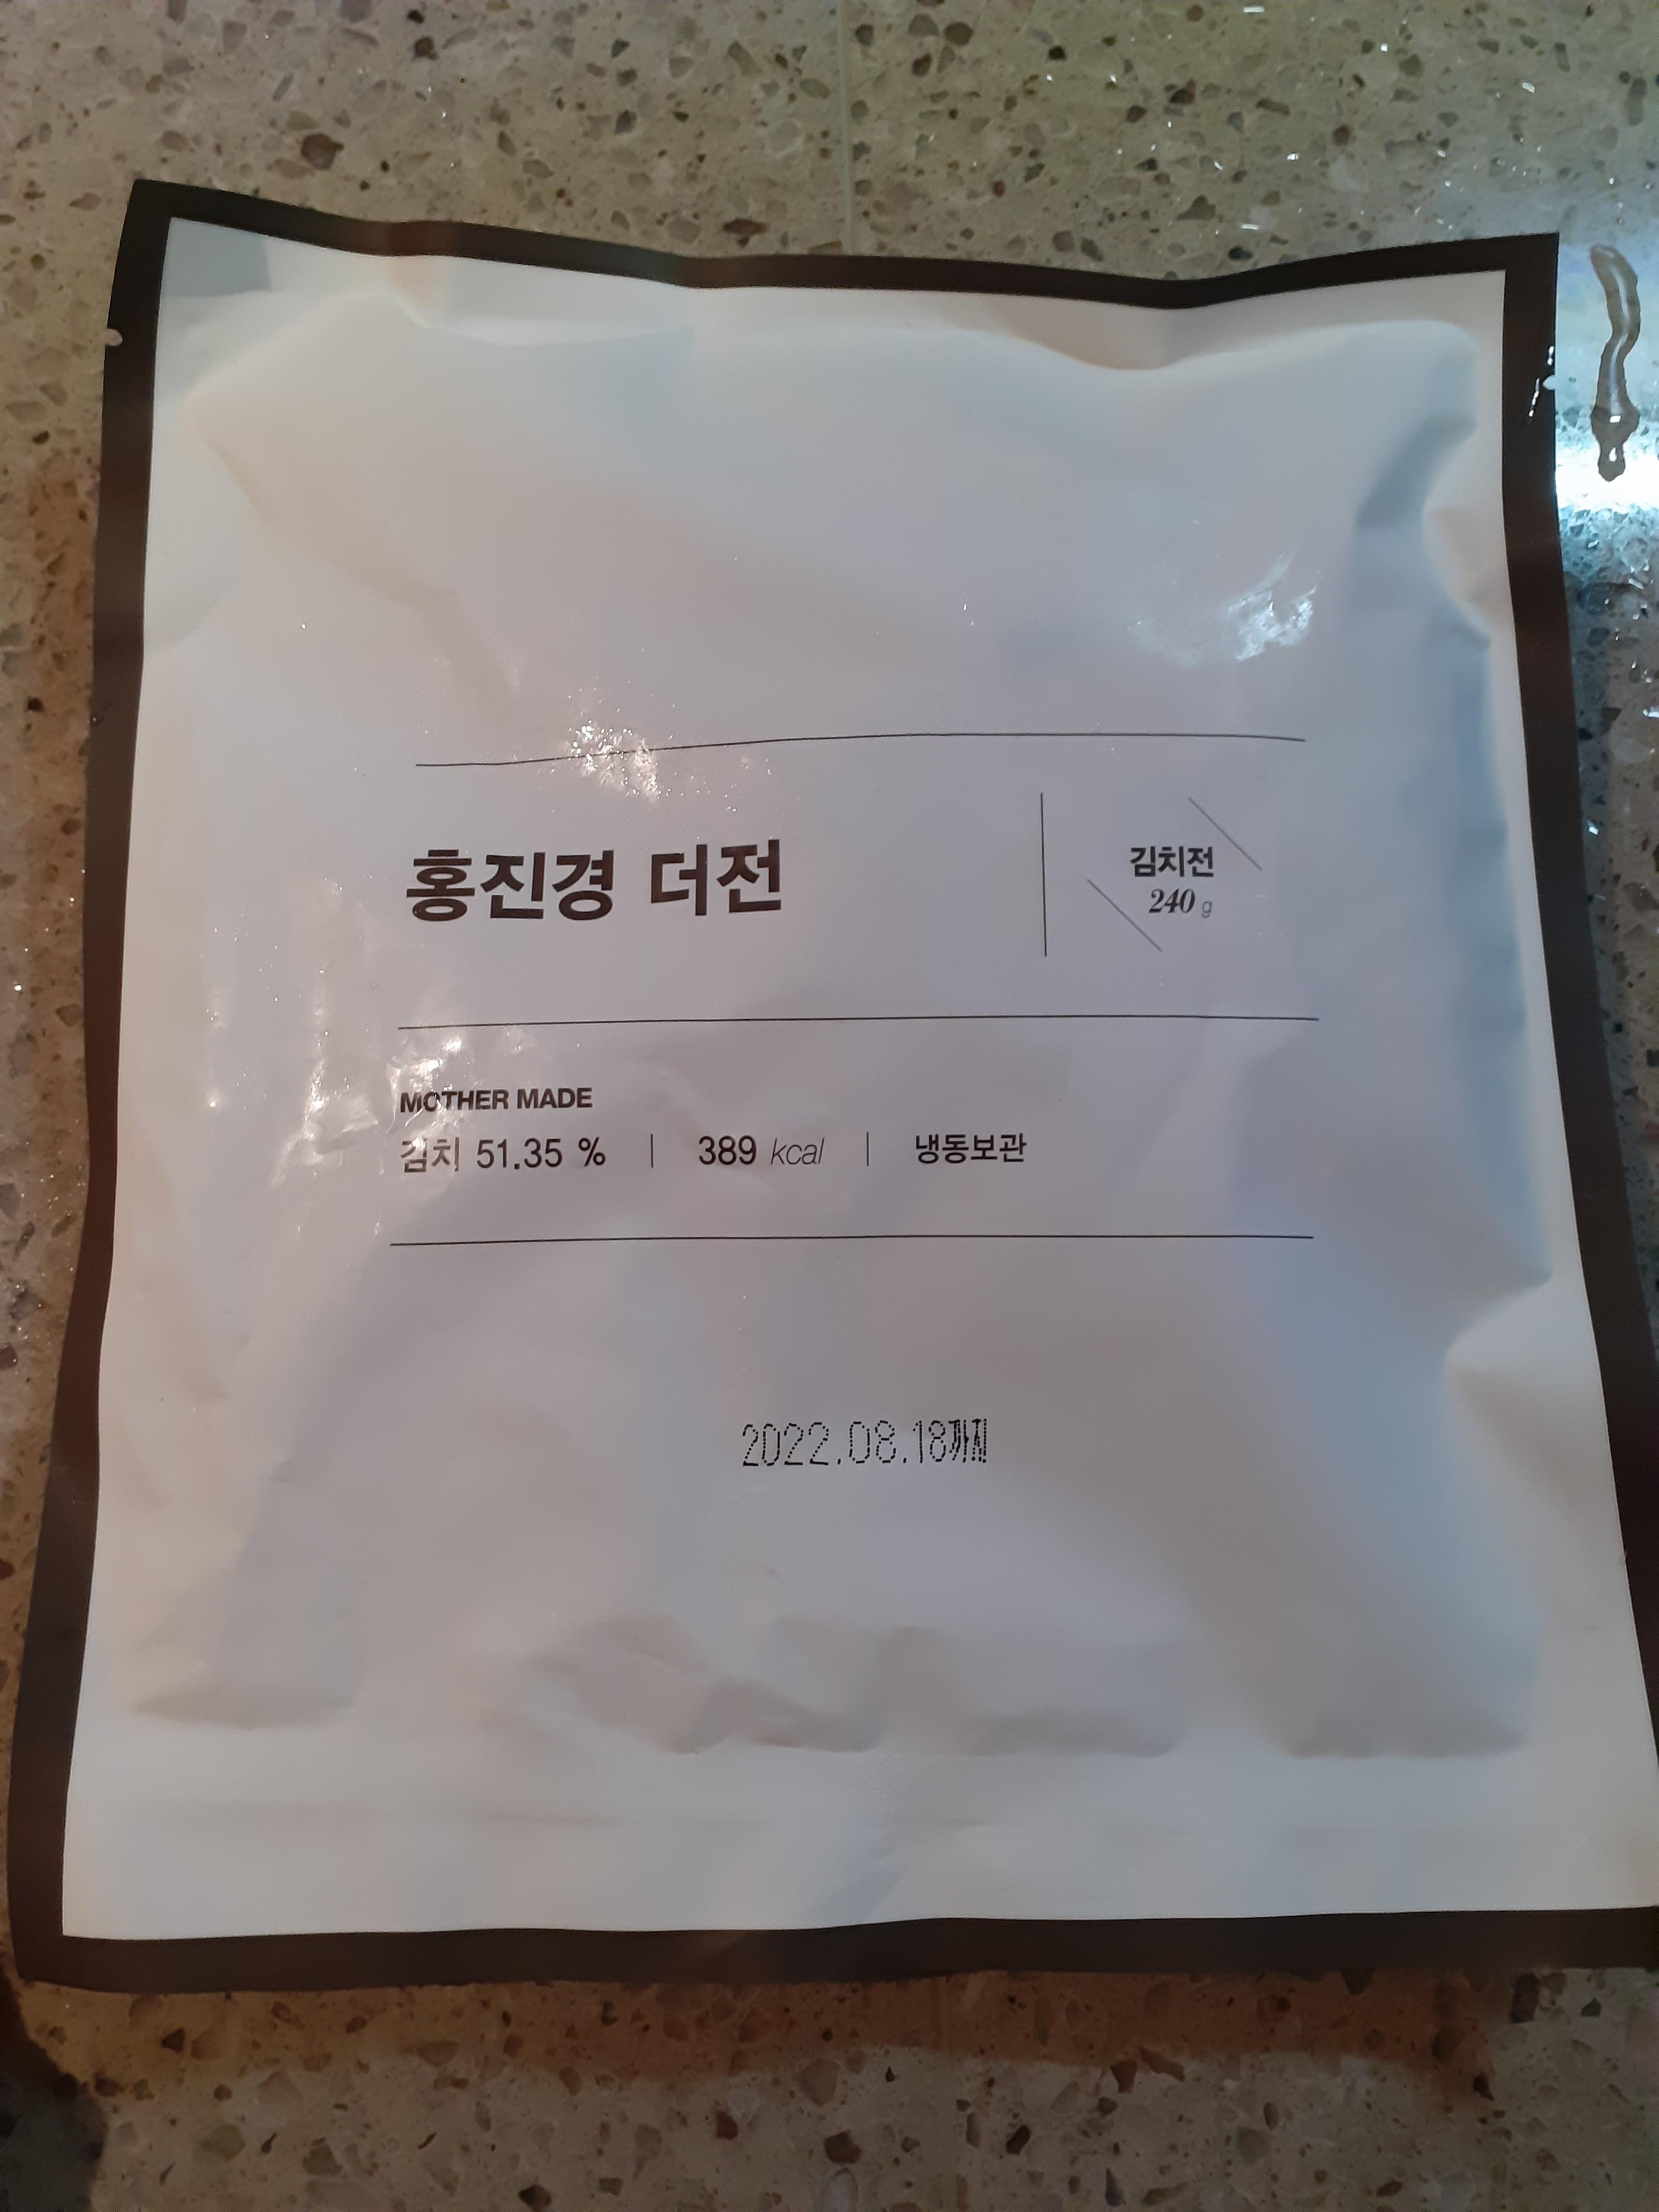 홍진경 더전
김치전
240 g
MOTHER MADE
김치 51.35 % | 389 kcal | 냉동보관
2022.08.18까지